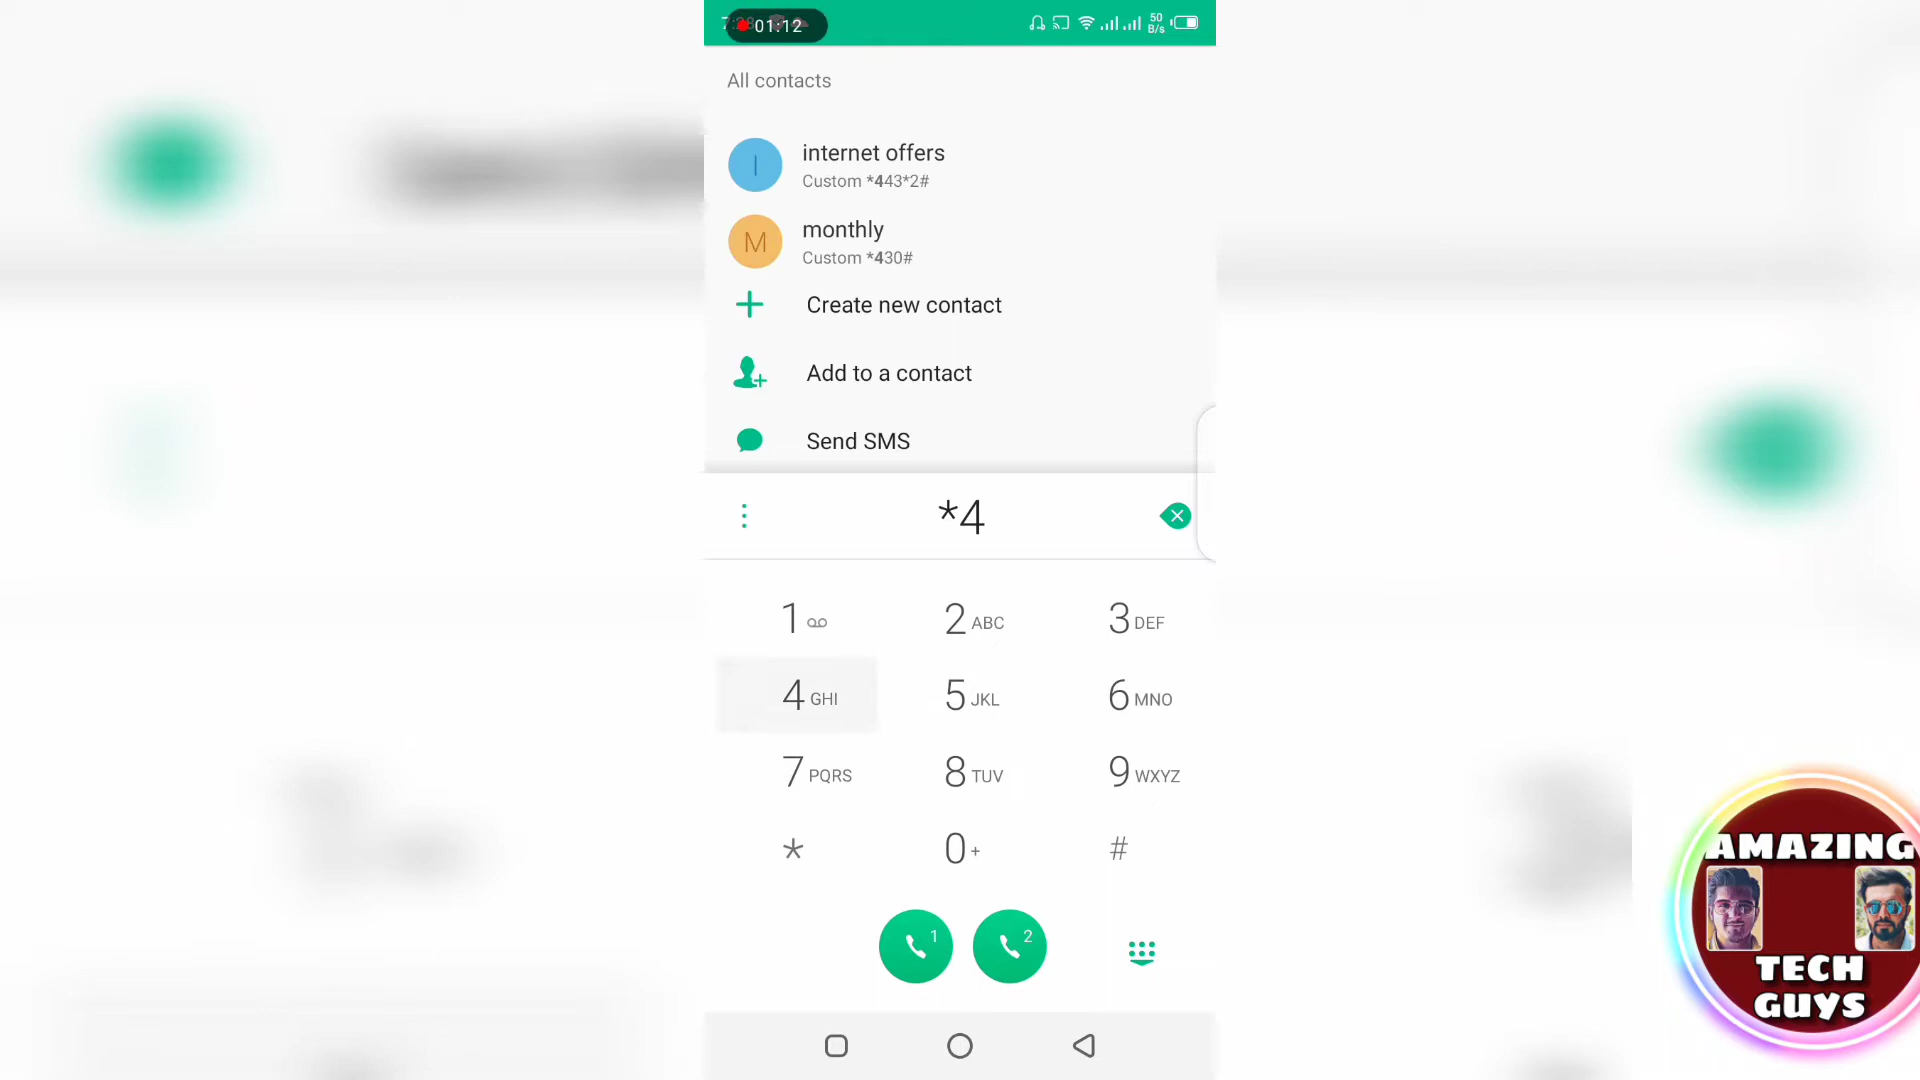 01:12
50
B/s
All contacts
I
internet offers
Custom *443*2#
M
monthly
Custom *430#
Create new contact
Add to a contact
Send SMS
*4
1
2 ABC
3 DEF
4 GHI
5 JKL
6 MNO
7 PQRS
8 TUV
9 WXYZ
*
0 +
#
1
2
AMAZING
TECH
GUYS